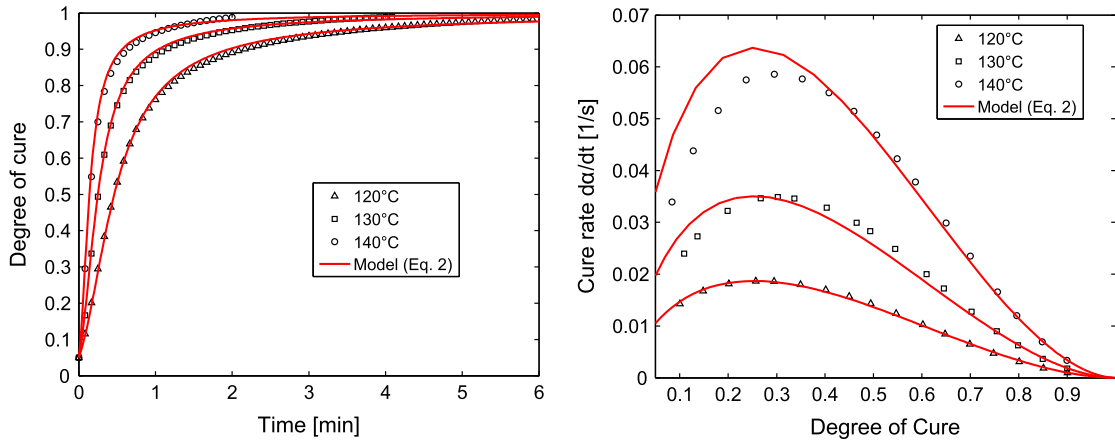 1
0.9
0.8
0.7
0.6
0.5
0.4
0.3
0.2
0.1
0
0 1 2 3 4 5 6
Degree of cure
Time [min]
120°C
130°C
140°C
Model (Eq. 2)
0.07
0.06
0.05
0.04
0.03
0.02
0.01
0
0.1 0.2 0.3 0.4 0.5 0.6 0.7 0.8 0.9
Cure rate dα/dt [1/s]
Degree of Cure
120°C
130°C
140°C
Model (Eq. 2)